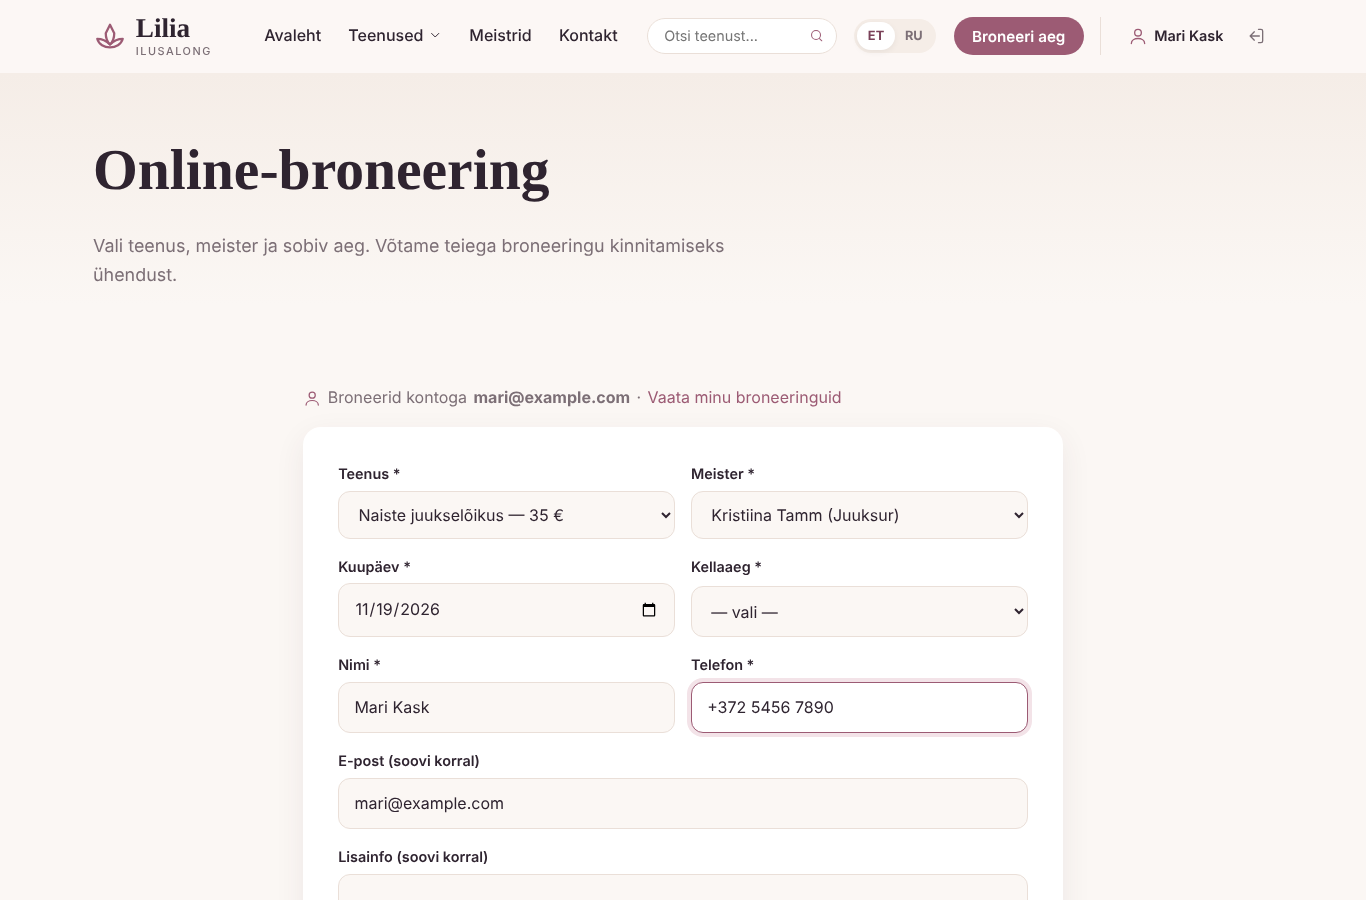 Lilia
ILUSALONG
Avaleht
Teenused
Meistrid
Kontakt
Otsi teenust...
ET
RU
Broneeri aeg
Mari Kask
Online-broneering
Vali teenus, meister ja sobiv aeg. Võtame teiega broneeringu kinnitamiseks
ühendust.
Broneerid kontoga mari@example.com · Vaata minu broneeringuid
Teenus *
Meister *
Naiste juukselõikus — 35 €
Kristiina Tamm (Juuksur)
Kuupäev *
Kellaaeg *
11/19/2026
— vali —
Nimi *
Telefon *
Mari Kask
+372 5456 7890
E-post (soovi korral)
mari@example.com
Lisainfo (soovi korral)